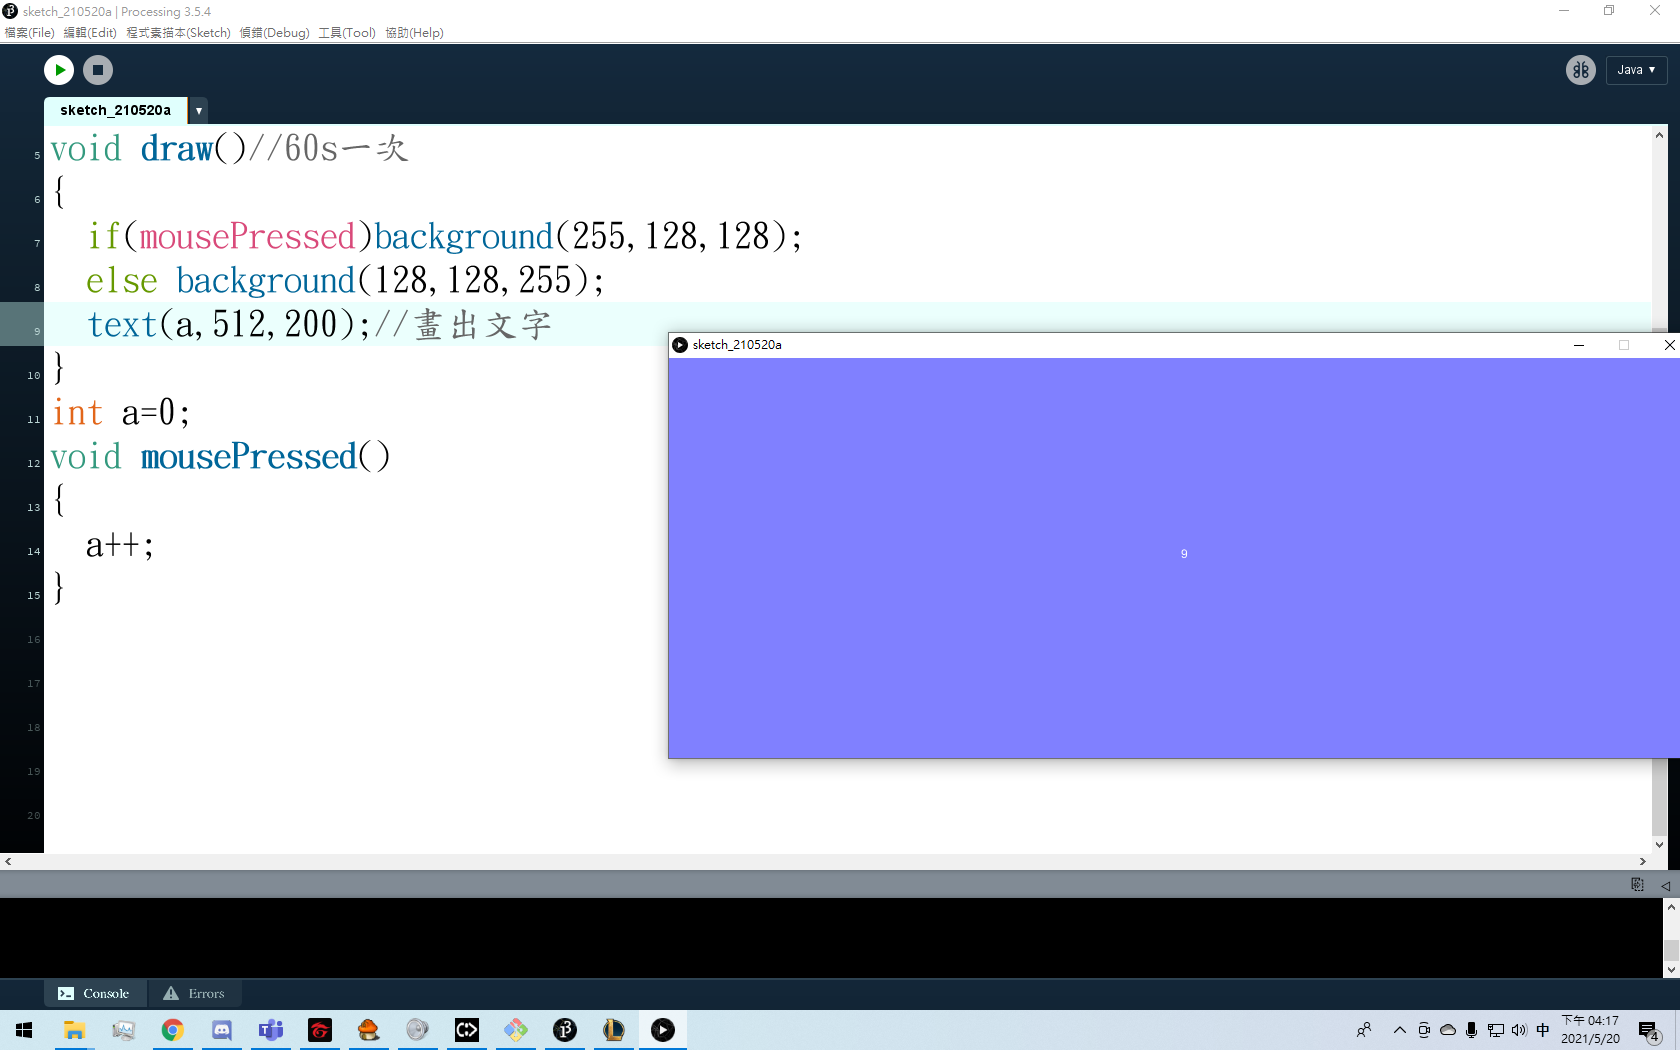 sketch_210520a | Processing 3.5.4
檔案(File) 編輯(Edit) 程式素描本(Sketch) 偵錯(Debug) 工具(Tool) 協助(Help)
Java ▼
sketch_210520a ▼
5 void draw()//60s一次
6 {
7 if(mousePressed)background(255,128,128);
8 else background(128,128,255);
9 text(a,512,200);//畫出文字
10 }
11 int a=0;
12 void mousePressed()
13 {
14 a++;
15 }
16
17
18
19
20
sketch_210520a
9
Console
Errors
中
下午 04:17
2021/5/20
4